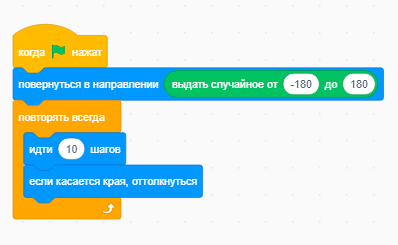 когда нажат
повернуться в направлении выдать случайное от -180 до 180
повторять всегда
идти 10 шагов
если касается края, оттолкнуться